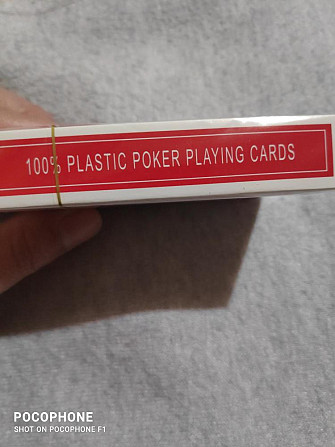 100% PLASTIC POKER PLAYING CARDS
POCOPHONE
SHOT ON POCOPHONE F1